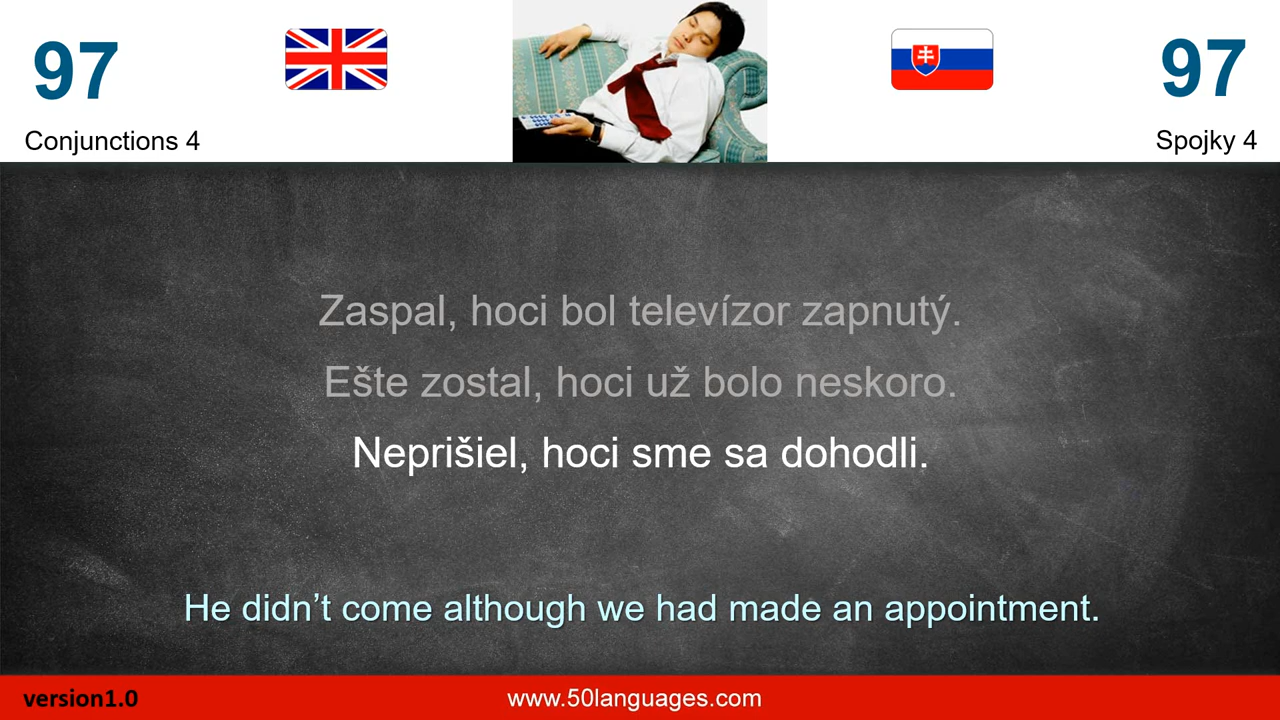 97
97
Conjunctions 4
Spojky 4
Zaspal, hoci bol televízor zapnutý.
Ešte zostal, hoci už bolo neskoro.
Neprišiel, hoci sme sa dohodli.
He didn’t come although we had made an appointment.
version1.0
www.50languages.com